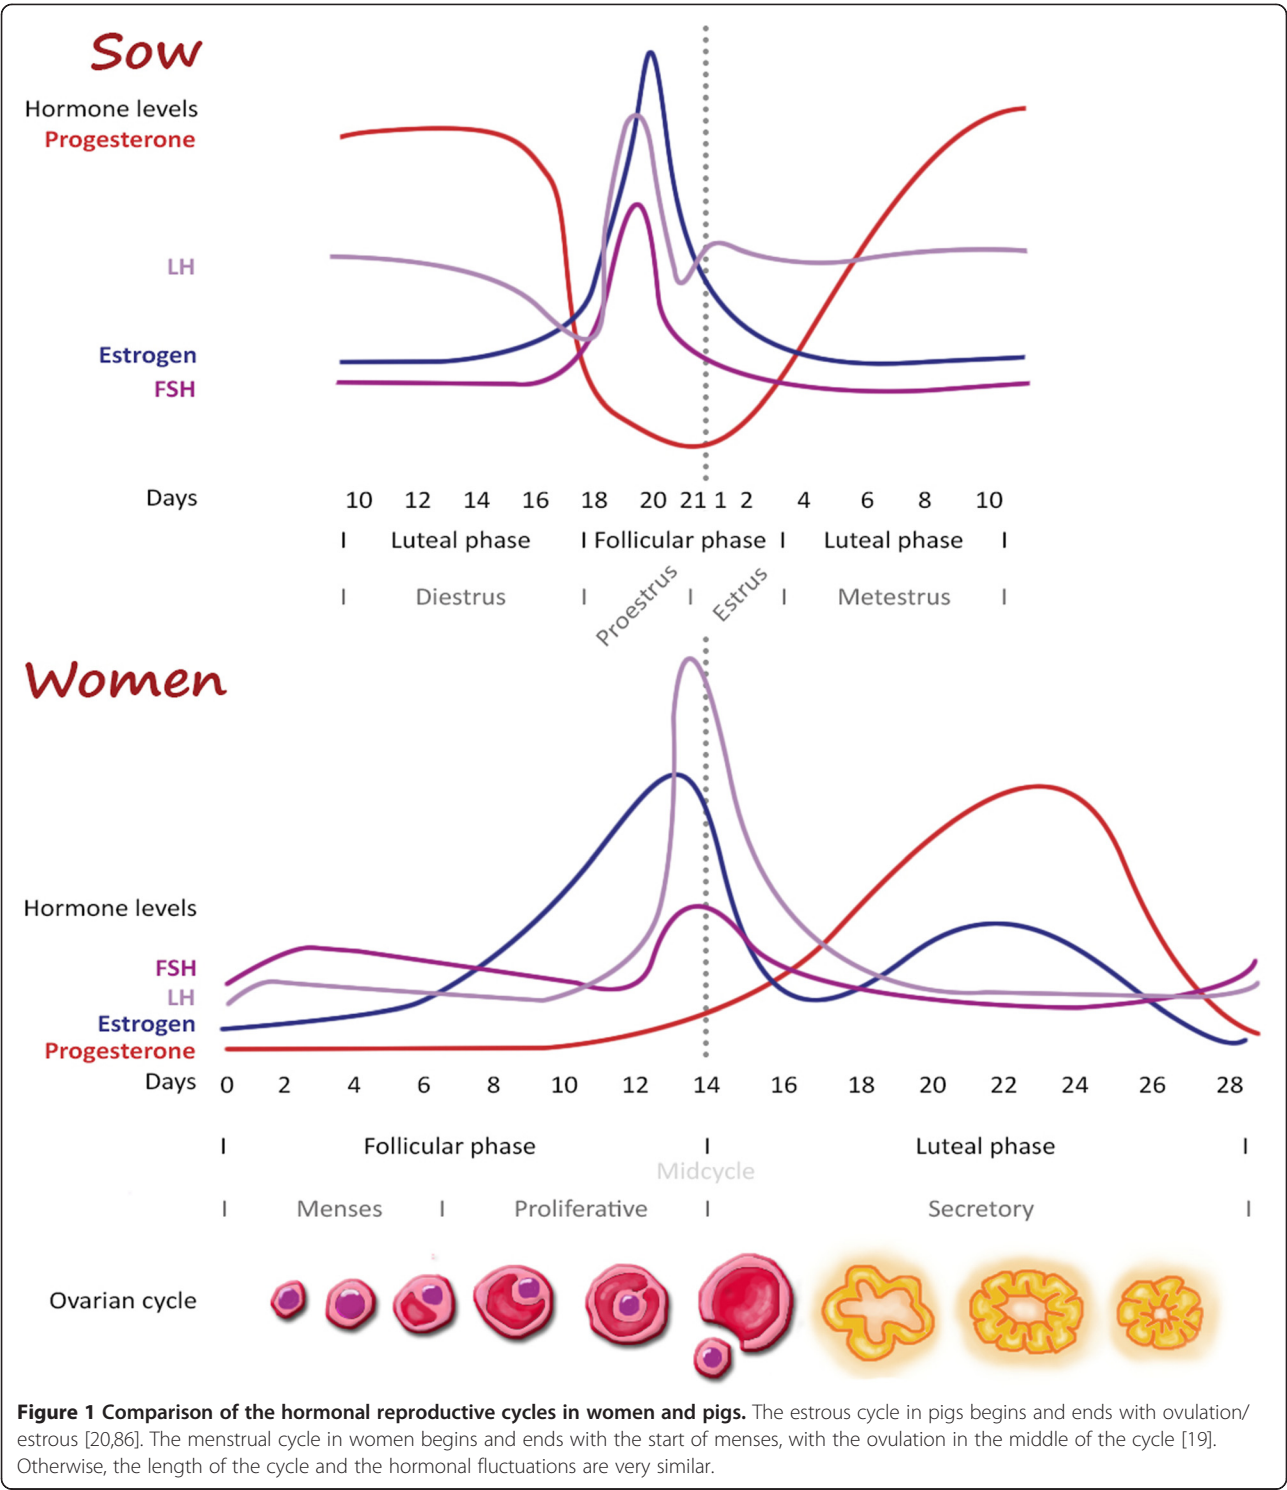 Sow
Hormone levels
Progesterone
LH
Estrogen
FSH
Days 10 12 14 16 18 20 21 1 2 4 6 8 10
Luteal phase Follicular phase Luteal phase
Diestrus Proestrus Estrus Metestrus
Women
Hormone levels
FSH
LH
Estrogen
Progesterone
Days 0 2 4 6 8 10 12 14 16 18 20 22 24 26 28
Follicular phase Luteal phase
Midcycle
Menses Proliferative Secretory
Ovarian cycle
Figure 1 Comparison of the hormonal reproductive cycles in women and pigs. The estrous cycle in pigs begins and ends with ovulation/
estrous [20,86]. The menstrual cycle in women begins and ends with the start of menses, with the ovulation in the middle of the cycle [19].
Otherwise, the length of the cycle and the hormonal fluctuations are very similar.